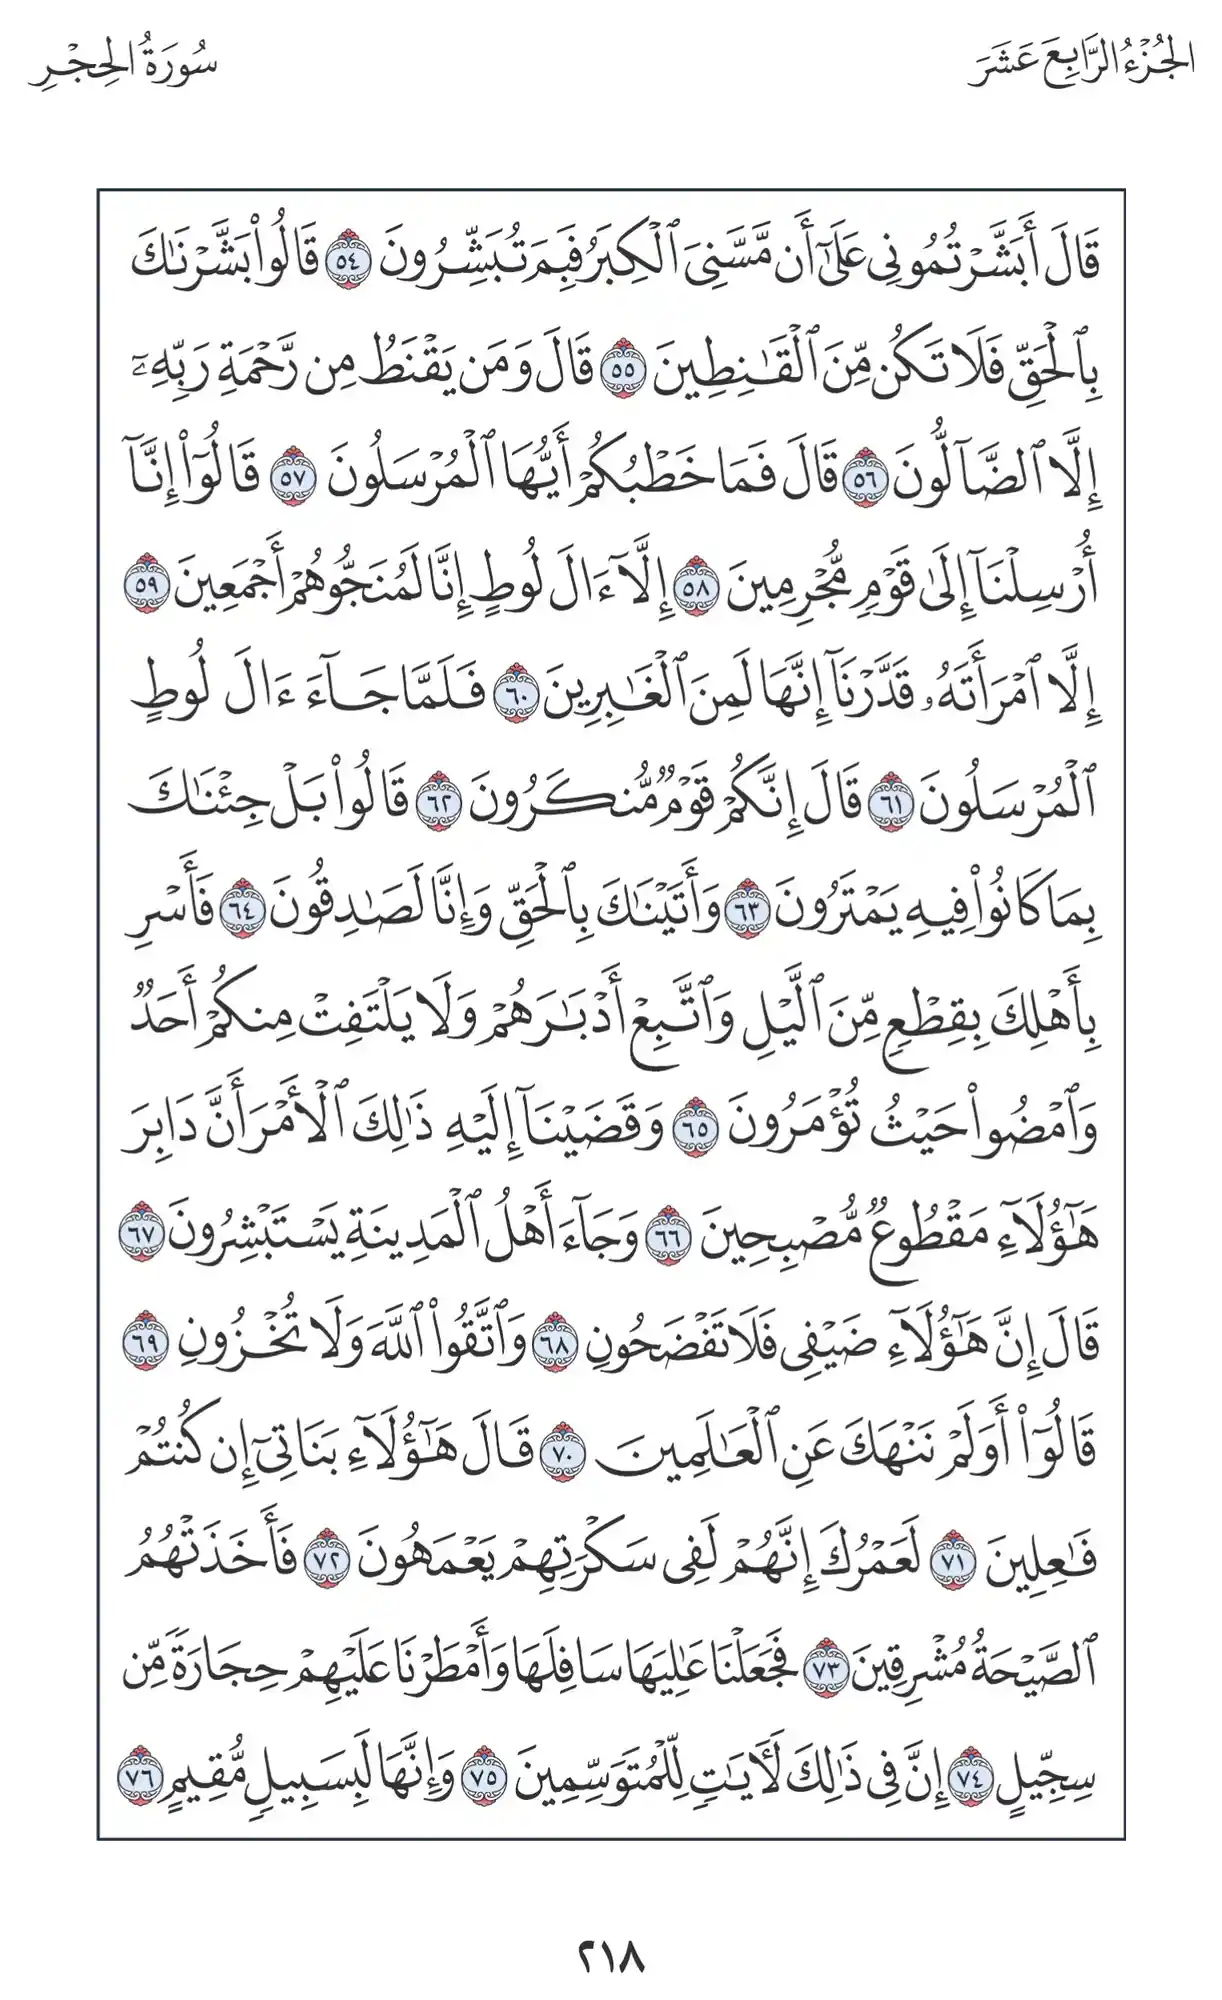 الجُزْءُ الرَّابِعَ عَشَرَ
سُورَةُ الحِجْرِ
قَالَ أَبَشَّرْتُمُونِى عَلَىٰٓ أَن مَّسَّنِىَ ٱلْكِبَرُ فَبِمَ تُبَشِّرُونَ ٥٤ قَالُوا۟ بَشَّرْنَٰكَ
بِٱلْحَقِّ فَلَا تَكُن مِّنَ ٱلْقَٰنِطِينَ ٥٥ قَالَ وَمَن يَقْنَطُ مِن رَّحْمَةِ رَبِّهِۦٓ
إِلَّا ٱلضَّآلُّونَ ٥٦ قَالَ فَمَا خَطْبُكُمْ أَيُّهَا ٱلْمُرْسَلُونَ ٥٧ قَالُوٓا۟ إِنَّآ
أُرْسِلْنَآ إِلَىٰ قَوْمٍ مُّجْرِمِينَ ٥٨ إِلَّآ ءَالَ لُوطٍ إِنَّا لَمُنَجُّوهُمْ أَجْمَعِينَ ٥٩
إِلَّا ٱمْرَأَتَهُۥ قَدَّرْنَآ إِنَّهَا لَمِنَ ٱلْغَٰبِرِينَ ٦٠ فَلَمَّا جَآءَ ءَالَ لُوطٍ
ٱلْمُرْسَلُونَ ٦١ قَالَ إِنَّكُمْ قَوْمٌ مُّنكَرُونَ ٦٢ قَالُوا۟ بَلْ جِئْنَٰكَ
بِمَا كَانُوا۟ فِيهِ يَمْتَرُونَ ٦٣ وَأَتَيْنَٰكَ بِٱلْحَقِّ وَإِنَّا لَصَٰدِقُونَ ٦٤ فَأَسْرِ
بِأَهْلِكَ بِقِطْعٍ مِّنَ ٱلَّيْلِ وَٱتَّبِعْ أَدْبَٰرَهُمْ وَلَا يَلْتَفِتْ مِنكُمْ أَحَدٌ
وَٱمْضُوا۟ حَيْثُ تُؤْمَرُونَ ٦٥ وَقَضَيْنَآ إِلَيْهِ ذَٰلِكَ ٱلْأَمْرَ أَنَّ دَابِرَ
هَٰٓؤُلَآءِ مَقْطُوعٌ مُّصْبِحِينَ ٦٦ وَجَآءَ أَهْلُ ٱلْمَدِينَةِ يَسْتَبْشِرُونَ ٦٧
قَالَ إِنَّ هَٰٓؤُلَآءِ ضَيْفِى فَلَا تَفْضَحُونِ ٦٨ وَٱتَّقُوا۟ ٱللَّهَ وَلَا تُخْزُونِ ٦٩
قَالُوٓا۟ أَوَلَمْ نَنْهَكَ عَنِ ٱلْعَٰلَمِينَ ٧٠ قَالَ هَٰٓؤُلَآءِ بَنَاتِىٓ إِن كُنتُمْ
فَٰعِلِينَ ٧١ لَعَمْرُكَ إِنَّهُمْ لَفِى سَكْرَتِهِمْ يَعْمَهُونَ ٧٢ فَأَخَذَتْهُمُ
ٱلصَّيْحَةُ مُشْرِقِينَ ٧٣ فَجَعَلْنَا عَٰلِيَهَا سَافِلَهَا وَأَمْطَرْنَا عَلَيْهِمْ حِجَارَةً مِّن
سِجِّيلٍ ٧٤ إِنَّ فِى ذَٰلِكَ لَءَايَٰتٍ لِّلْمُتَوَسِّمِينَ ٧٥ وَإِنَّهَا لَبِسَبِيلٍ مُّقِيمٍ ٧٦
٢١٨